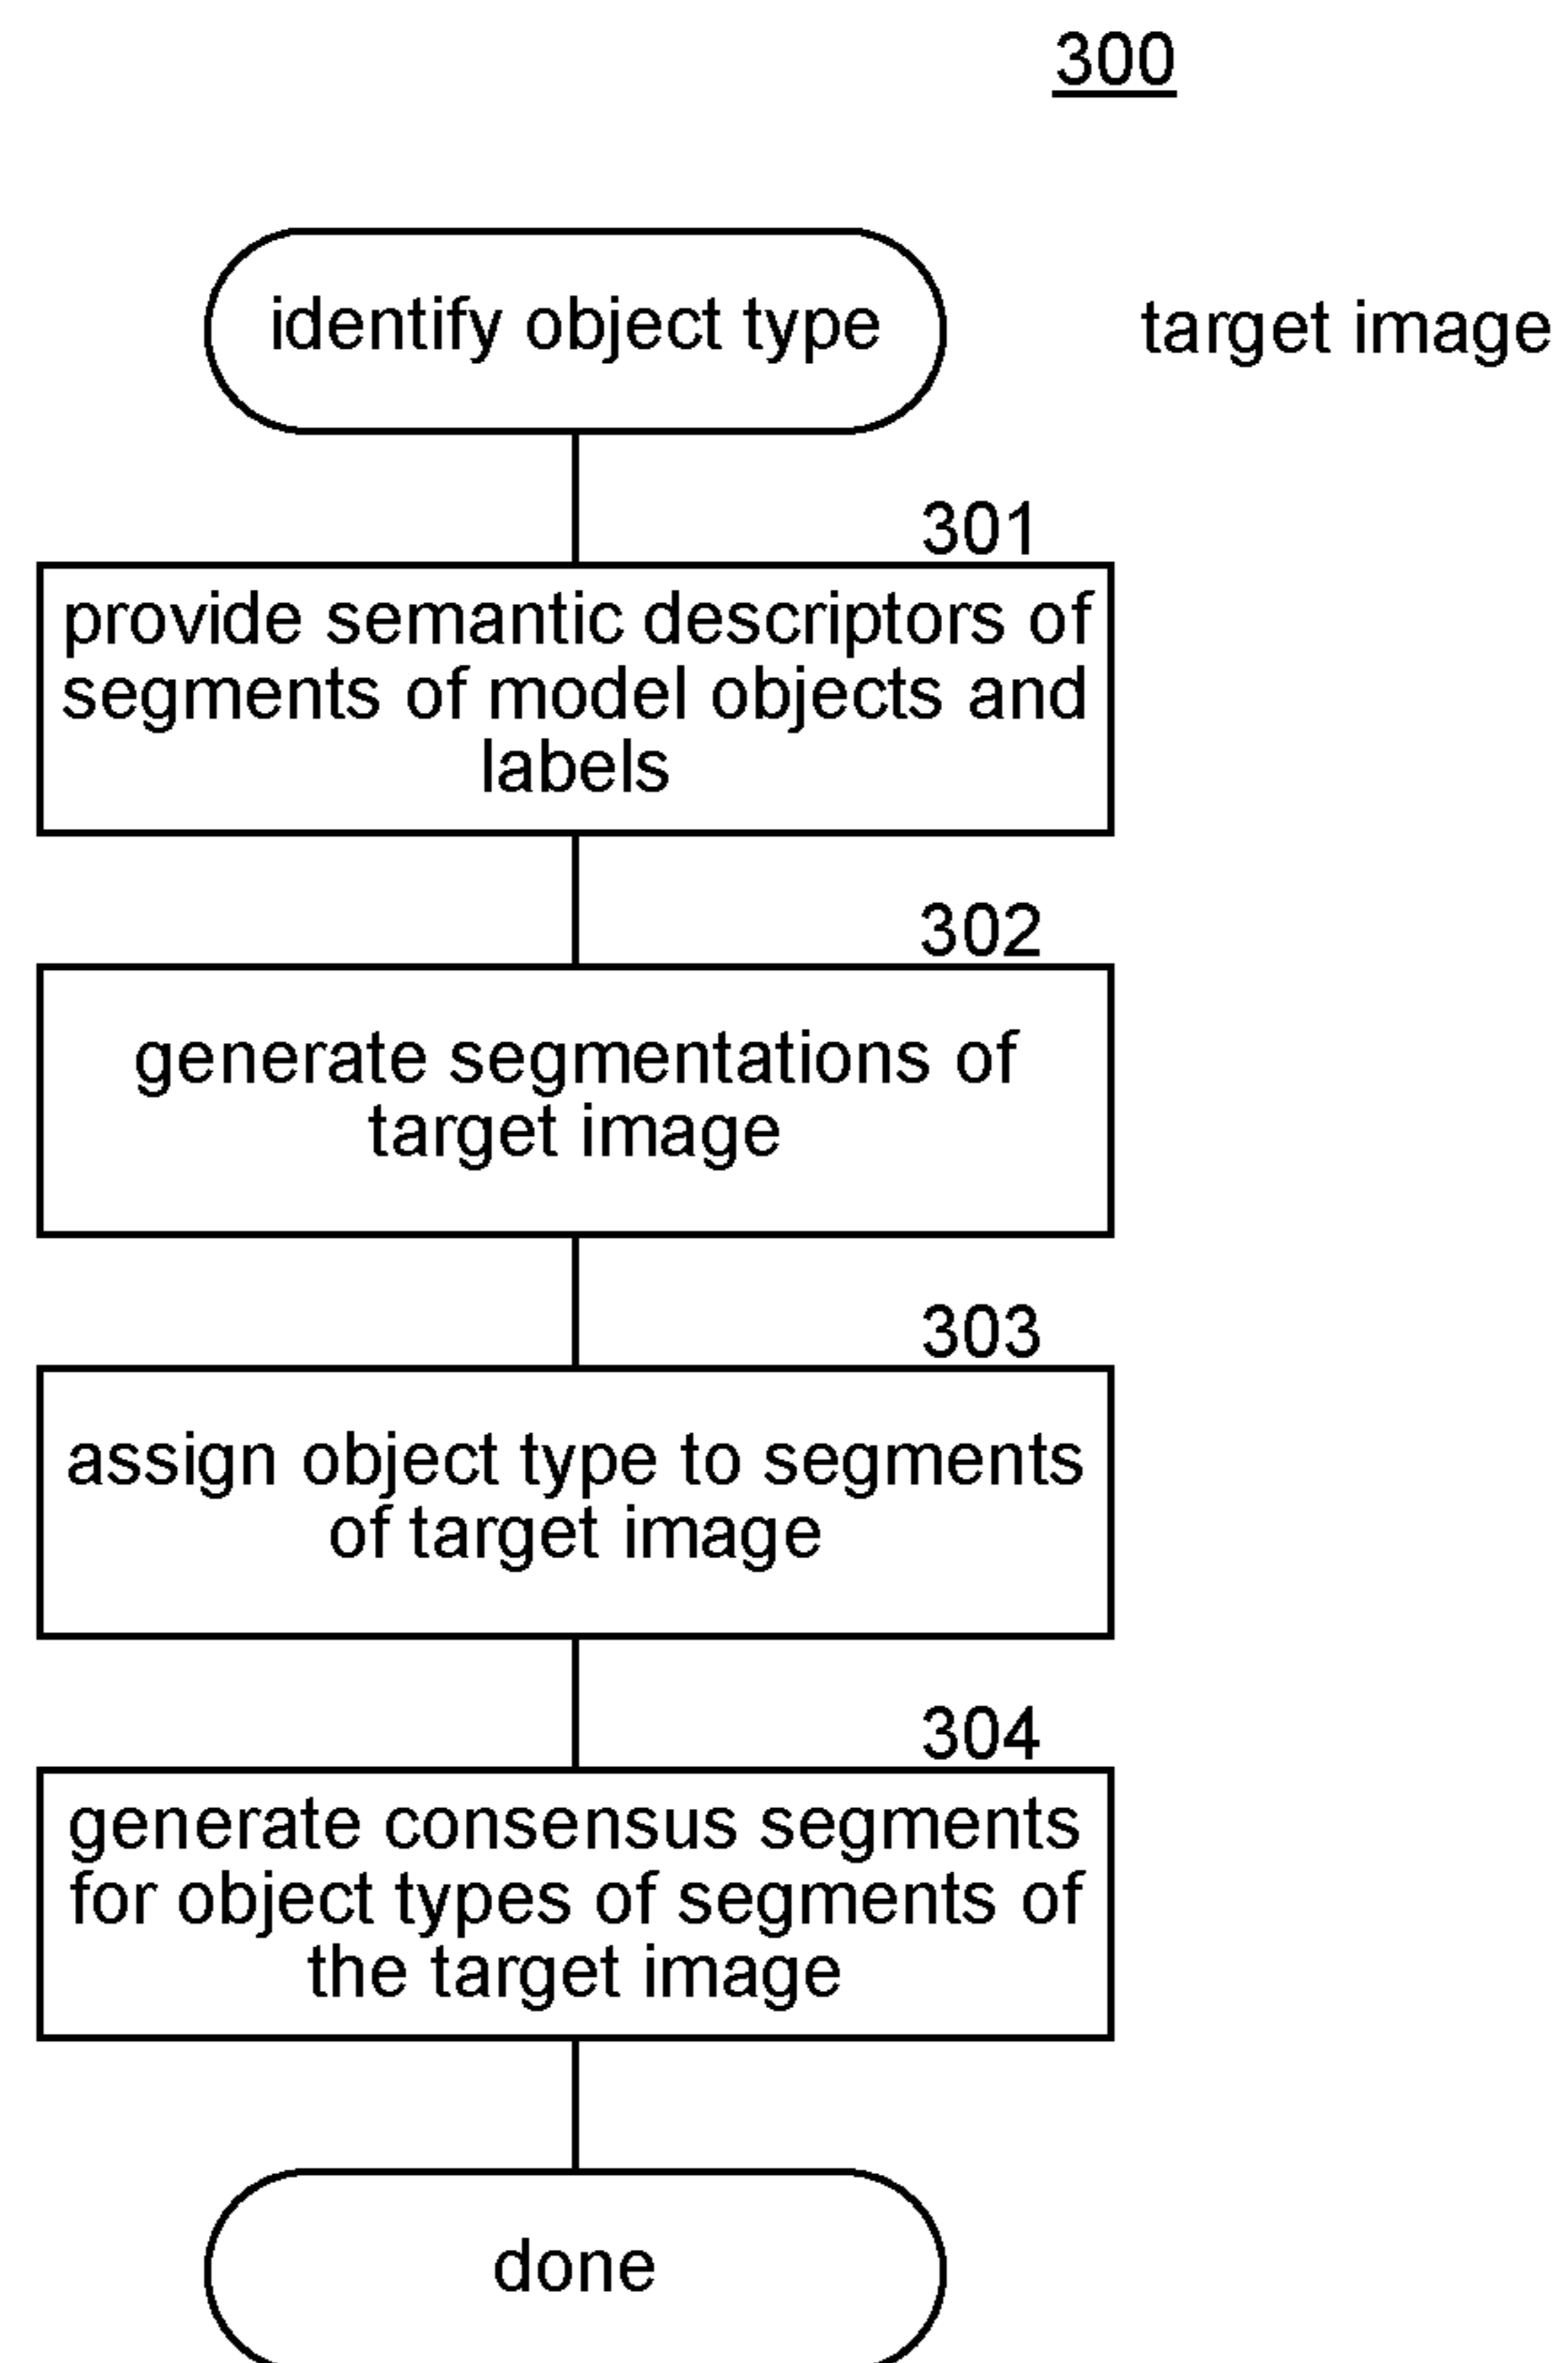 300
identify object type
target image
301
provide semantic descriptors of
segments of model objects and
labels
302
generate segmentations of
target image
303
assign object type to segments
of target image
304
generate consensus segments
for object types of segments of
the target image
done